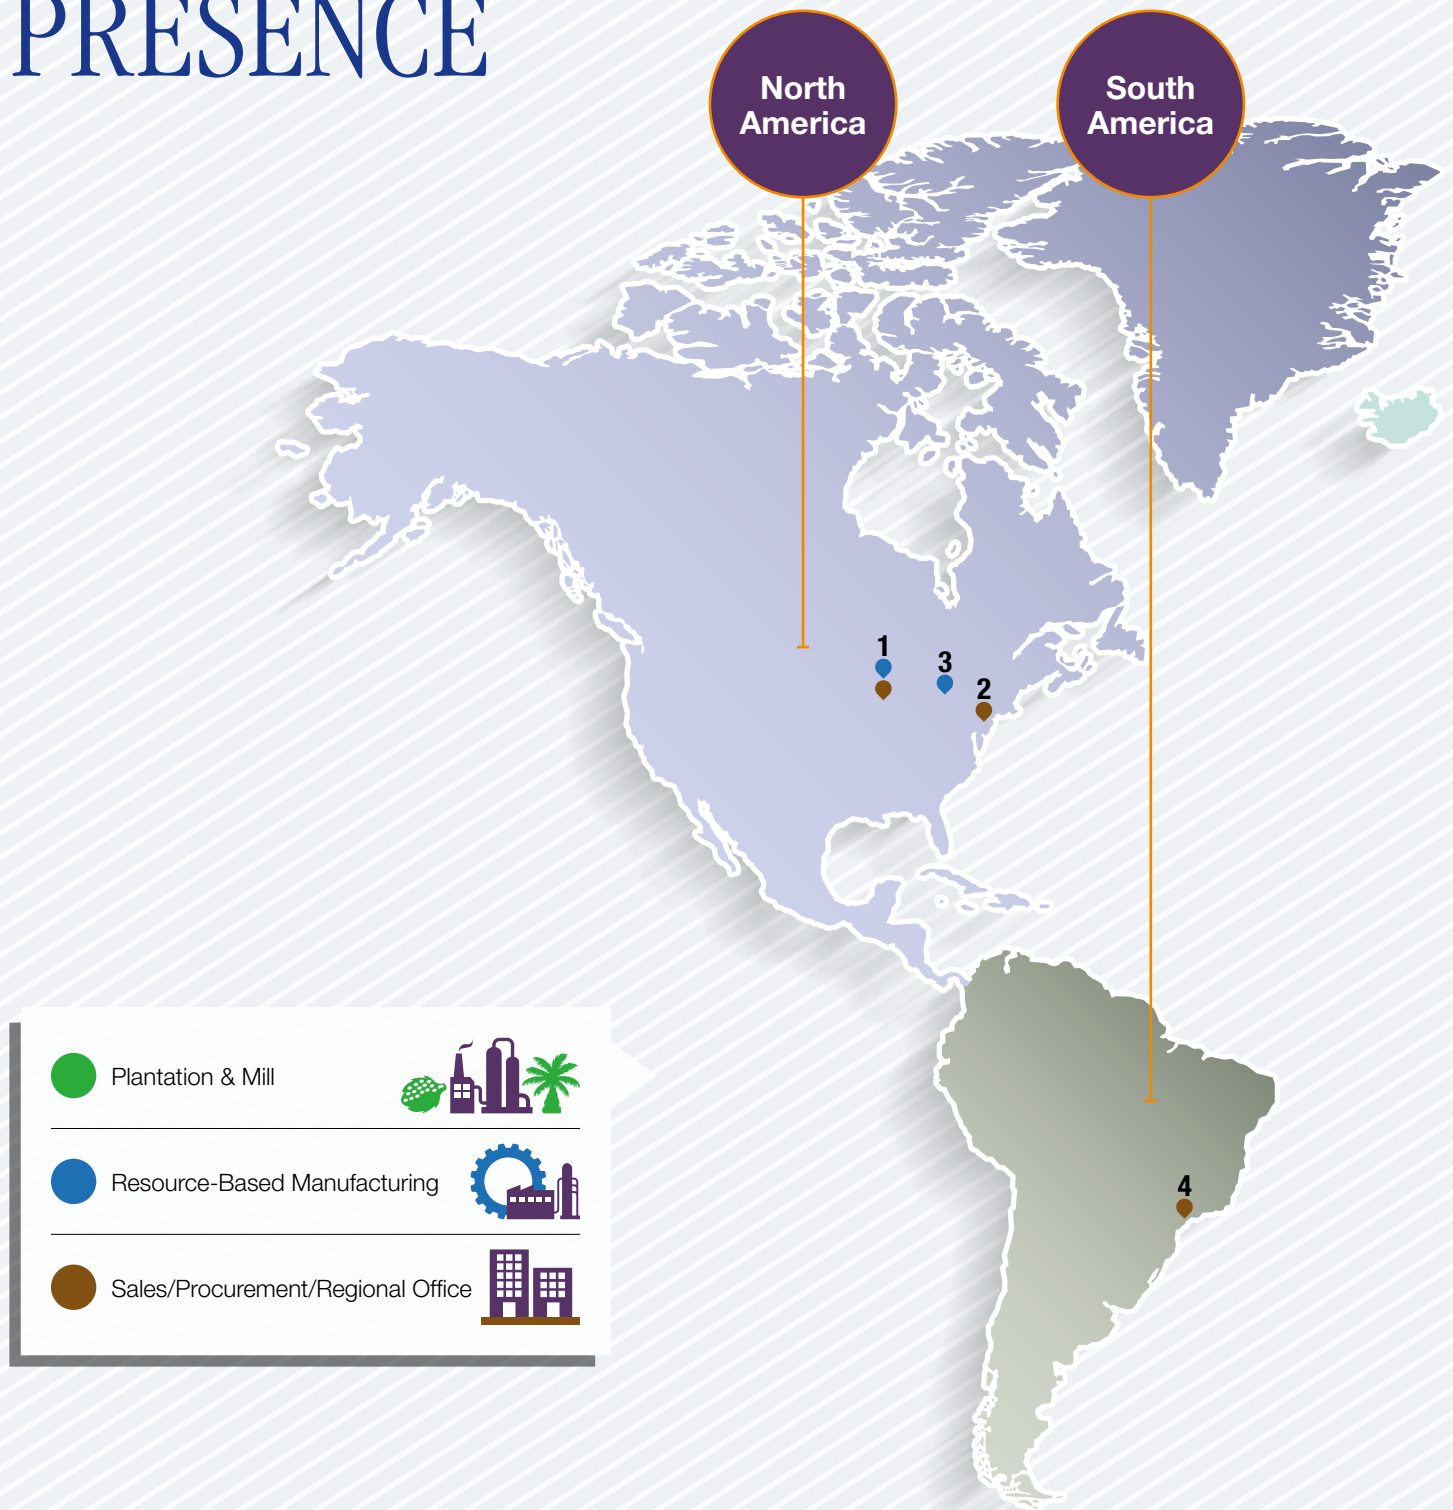 PRESENCE
North
America
South
America
1
3
2
4
Plantation & Mill
Resource-Based Manufacturing
Sales/Procurement/Regional Office